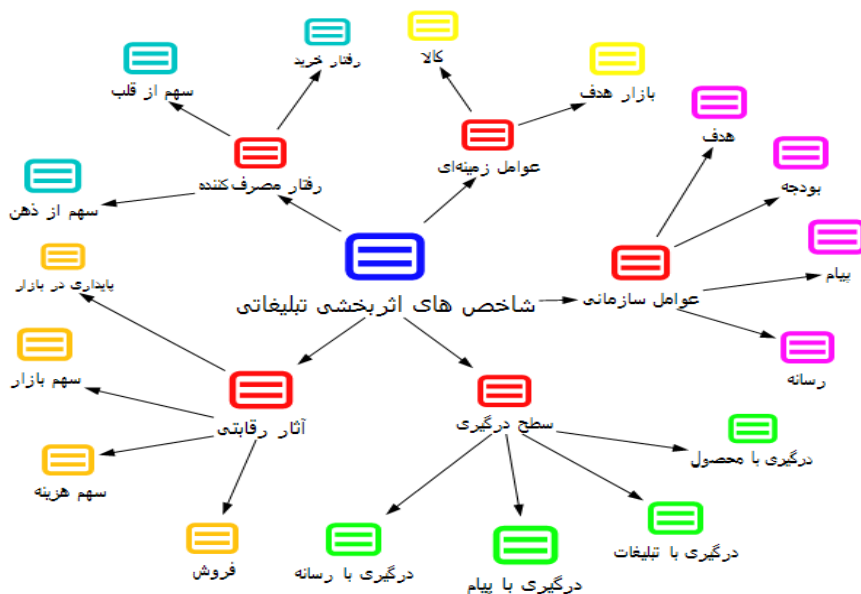 کالا
رفتار خرید
بازار هدف
سهم از قلب
هدف
عوامل زمینه‌ای
بودجه
رفتار مصرف کننده
سهم از ذهن
پیام
پایداری در بازار
شاخص های اثربخشی تبلیغاتی
عوامل سازمانی
سهم بازار
رسانه
آثار رقابتی
سطح درگیری
درگیری با محصول
سهم هزینه
درگیری با تبلیغات
فروش
درگیری با رسانه
درگیری با پیام